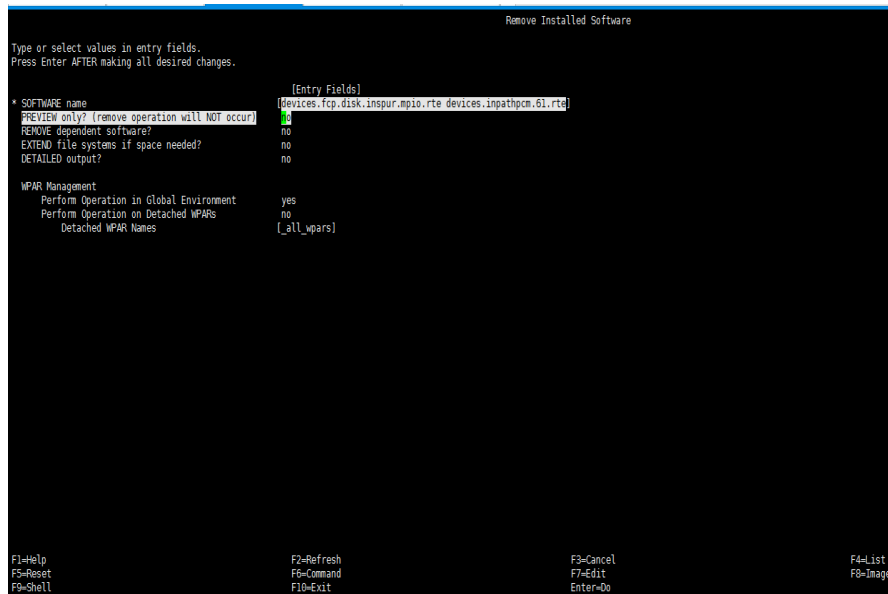 Remove Installed Software
Type or select values in entry fields.
Press Enter AFTER making all desired changes.
[Entry Fields]
* SOFTWARE name [devices.fcp.disk.inspur.mpio.rte devices.inpathpcm.61.rte]
PREVIEW only? (remove operation will NOT occur) no
REMOVE dependent software? no
EXTEND file systems if space needed? no
DETAILED output? no
WPAR Management
Perform Operation in Global Environment yes
Perform Operation on Detached WPARs no
Detached WPAR Names [_all_wpars]
F1=Help F2=Refresh F3=Cancel F4=List
F5=Reset F6=Command F7=Edit F8=Image
F9=Shell F10=Exit Enter=Do